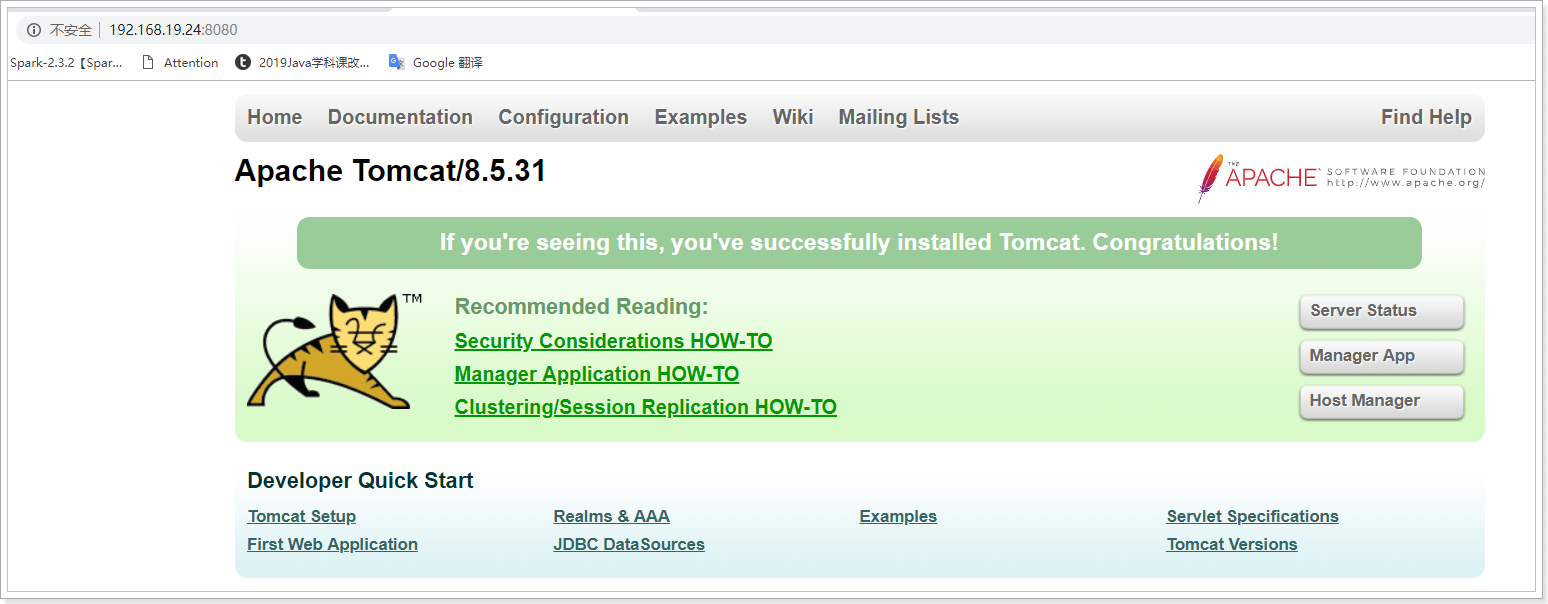 不安全 | 192.168.19.24:8080
Spark-2.3.2【Spar... Attention 2019Java学科课改... Google 翻译
Home Documentation Configuration Examples Wiki Mailing Lists Find Help
Apache Tomcat/8.5.31
THE APACHE SOFTWARE FOUNDATION
http://www.apache.org/
If you're seeing this, you've successfully installed Tomcat. Congratulations!
TM
Recommended Reading:
Security Considerations HOW-TO
Manager Application HOW-TO
Clustering/Session Replication HOW-TO
Server Status
Manager App
Host Manager
Developer Quick Start
Tomcat Setup Realms & AAA Examples Servlet Specifications
First Web Application JDBC DataSources Tomcat Versions